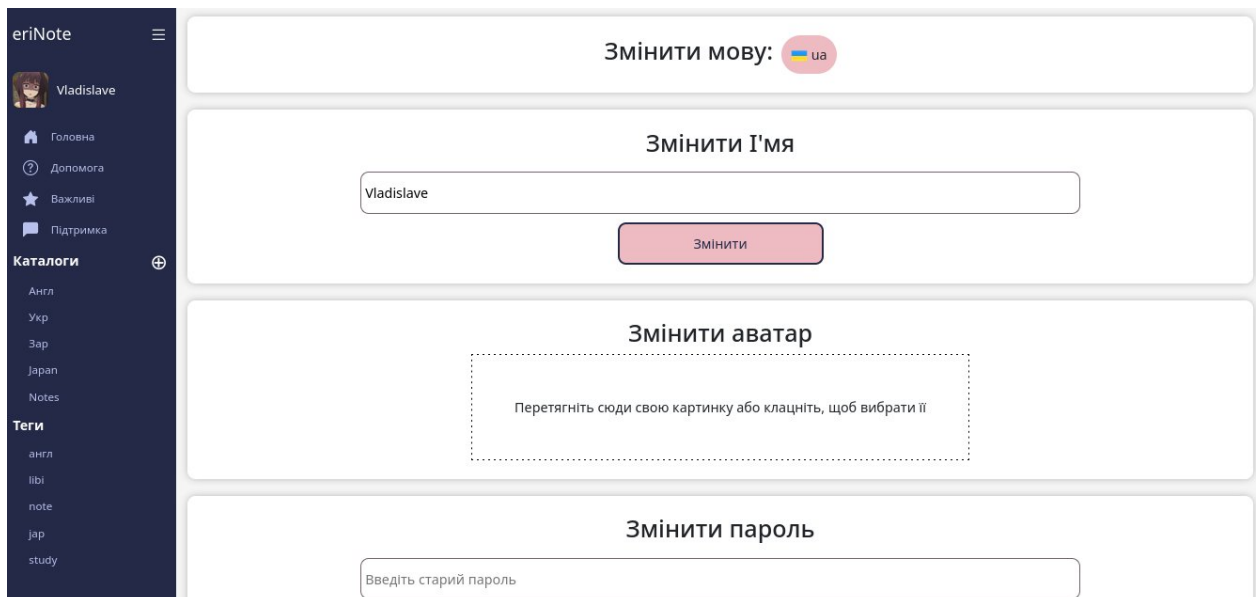 eriNote
Vladislave
Головна
Допомога
Важливі
Підтримка
Каталоги
Англ
Укр
Зар
Japan
Notes
Теги
англ
libi
note
jap
study
Змінити мову: ua
Змінити І'мя
Vladislave
Змінити
Змінити аватар
Перетягніть сюди свою картинку або клацніть, щоб вибрати її
Змінити пароль
Введіть старий пароль